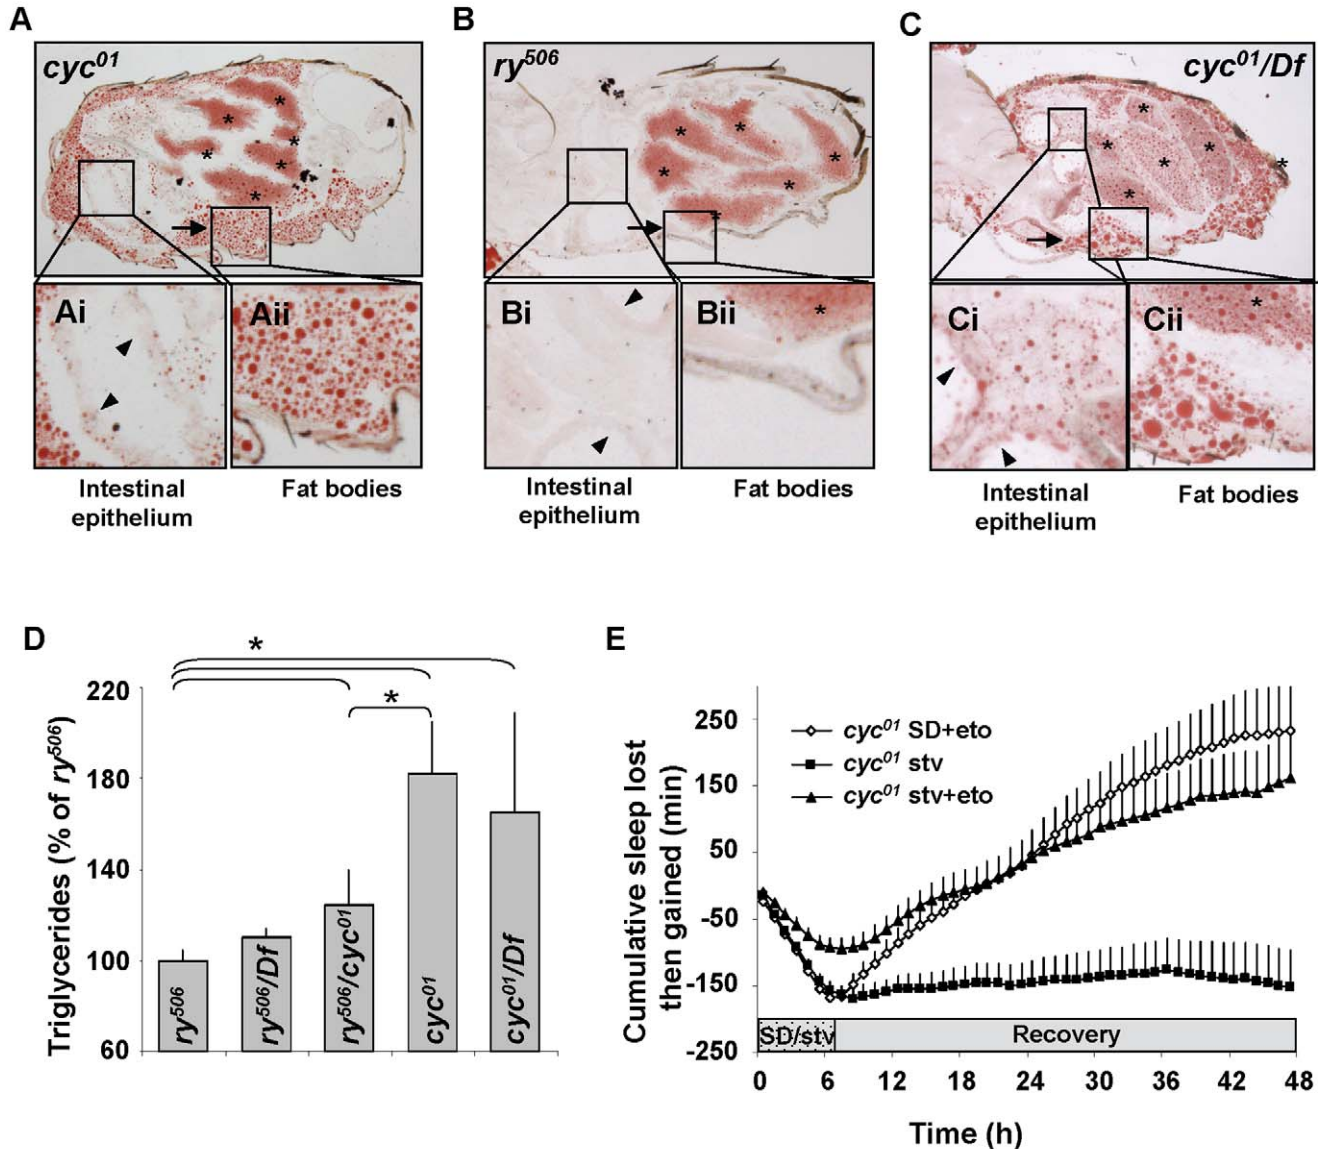 A
cyc01
*
*
*
*
*
*
Ai
Aii
Intestinal
epithelium
Fat bodies
B
ry506
*
*
*
*
*
*
*
Bi
Bii
*
Intestinal
epithelium
Fat bodies
C
cyc01/Df
*
*
*
*
*
*
Ci
Cii
*
Intestinal
epithelium
Fat bodies
D
*
*
Triglycerides (% of ry506)
220
180
140
100
60
ry506
ry506/Df
ry506/cyc01
cyc01
cyc01/Df
E
Cumulative sleep lost
then gained (min)
250
150
50
-50
-150
-250
cyc01 SD+eto
cyc01 stv
cyc01 stv+eto
SD/stv
Recovery
0 6 12 18 24 30 36 42 48
Time (h)